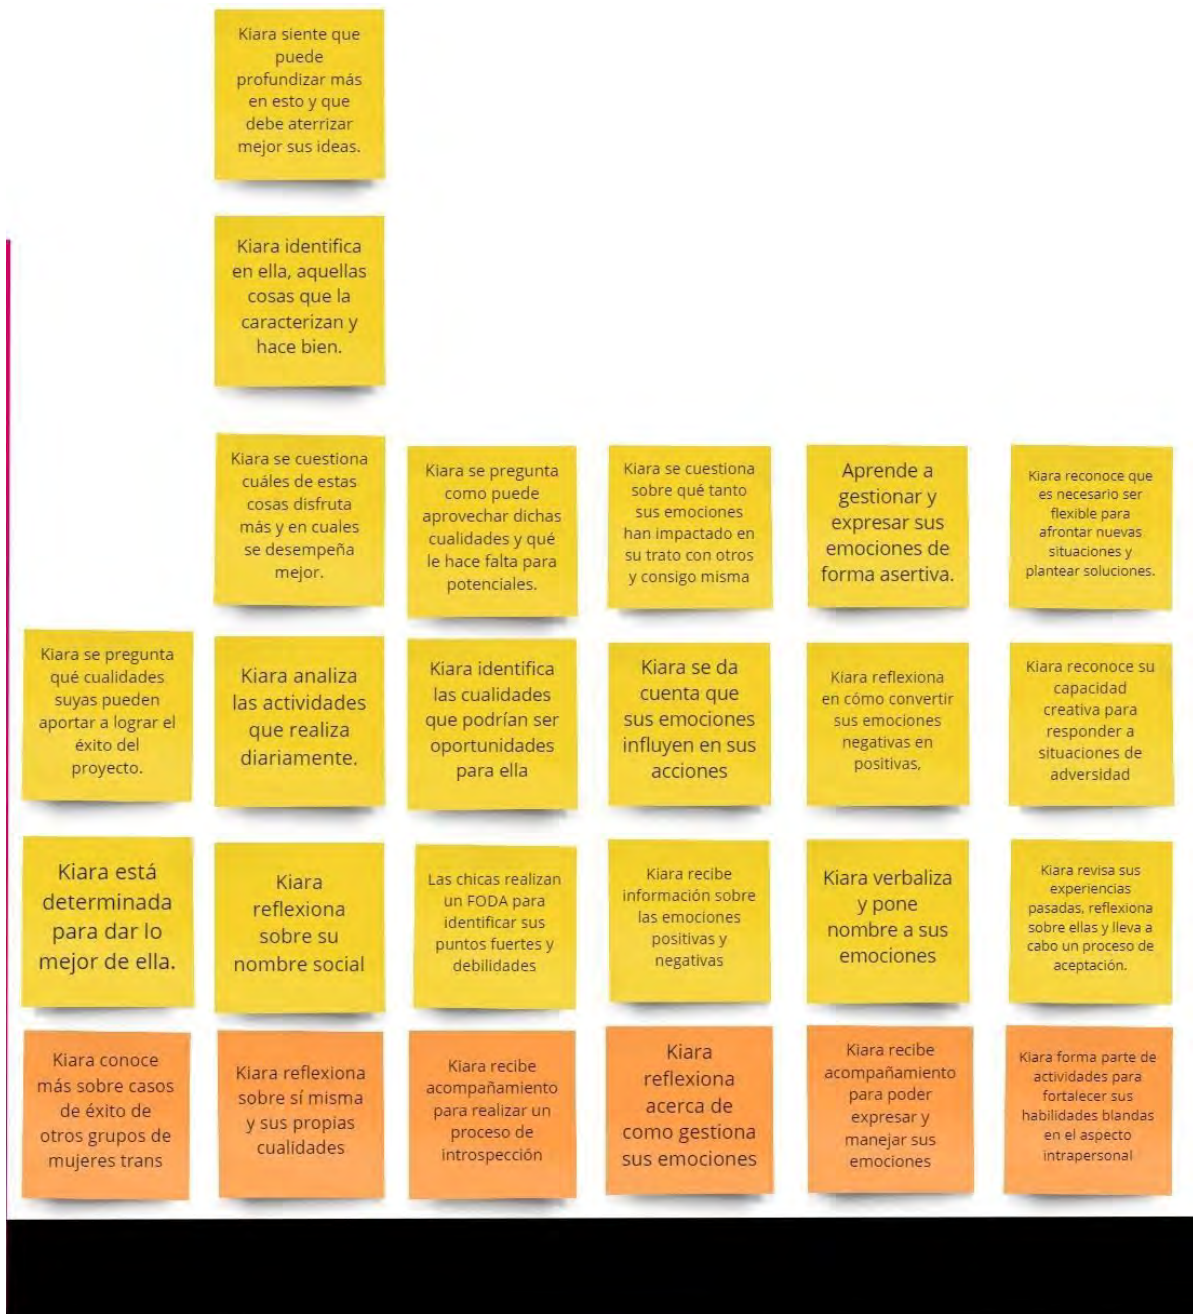 Kiara siente que
puede
profundizar más
en esto y que
debe aterrizar
mejor sus ideas.
Kiara identifica
en ella, aquellas
cosas que la
caracterizan y
hace bien.
Kiara se cuestiona
cuáles de estas
cosas disfruta
más y en cuales
se desempeña
mejor.
Kiara se pregunta
como puede
aprovechar dichas
cualidades y qué
le hace falta para
potenciales.
Kiara se cuestiona
sobre qué tanto
sus emociones
han impactado en
su trato con otros
y consigo misma
Aprende a
gestionar y
expresar sus
emociones de
forma asertiva.
Kiara reconoce que
es necesario ser
flexible para
afrontar nuevas
situaciones y
plantear soluciones.
Kiara se pregunta
qué cualidades
suyas pueden
aportar a lograr el
éxito del
proyecto.
Kiara analiza
las actividades
que realiza
diariamente.
Kiara identifica
las cualidades
que podrían ser
oportunidades
para ella
Kiara se da
cuenta que
sus emociones
influyen en sus
acciones
Kiara reflexiona
en cómo convertir
sus emociones
negativas en
positivas,
Kiara reconoce su
capacidad
creativa para
responder a
situaciones de
adversidad
Kiara está
determinada
para dar lo
mejor de ella.
Kiara
reflexiona
sobre su
nombre social
Las chicas realizan
un FODA para
identificar sus
puntos fuertes y
debilidades
Kiara recibe
información sobre
las emociones
positivas y
negativas
Kiara verbaliza
y pone
nombre a sus
emociones
Kiara revisa sus
experiencias
pasadas, reflexiona
sobre ellas y lleva a
cabo un proceso de
aceptación.
Kiara conoce
más sobre casos
de éxito de
otros grupos de
mujeres trans
Kiara reflexiona
sobre sí misma
y sus propias
cualidades
Kiara recibe
acompañamiento
para realizar un
proceso de
introspección
Kiara
reflexiona
acerca de
como gestiona
sus emociones
Kiara recibe
acompañamiento
para poder
expresar y
manejar sus
emociones
Kiara forma parte de
actividades para
fortalecer sus
habilidades blandas
en el aspecto
intrapersonal